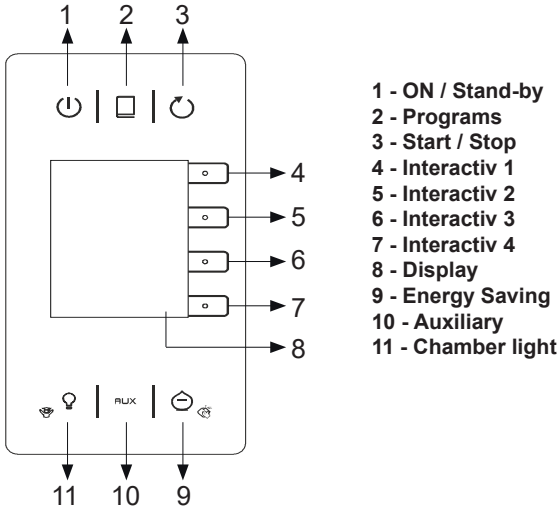 1 2 3
4
5
6
7
8
AUX
11 10 9
1 - ON / Stand-by
2 - Programs
3 - Start / Stop
4 - Interactiv 1
5 - Interactiv 2
6 - Interactiv 3
7 - Interactiv 4
8 - Display
9 - Energy Saving
10 - Auxiliary
11 - Chamber light